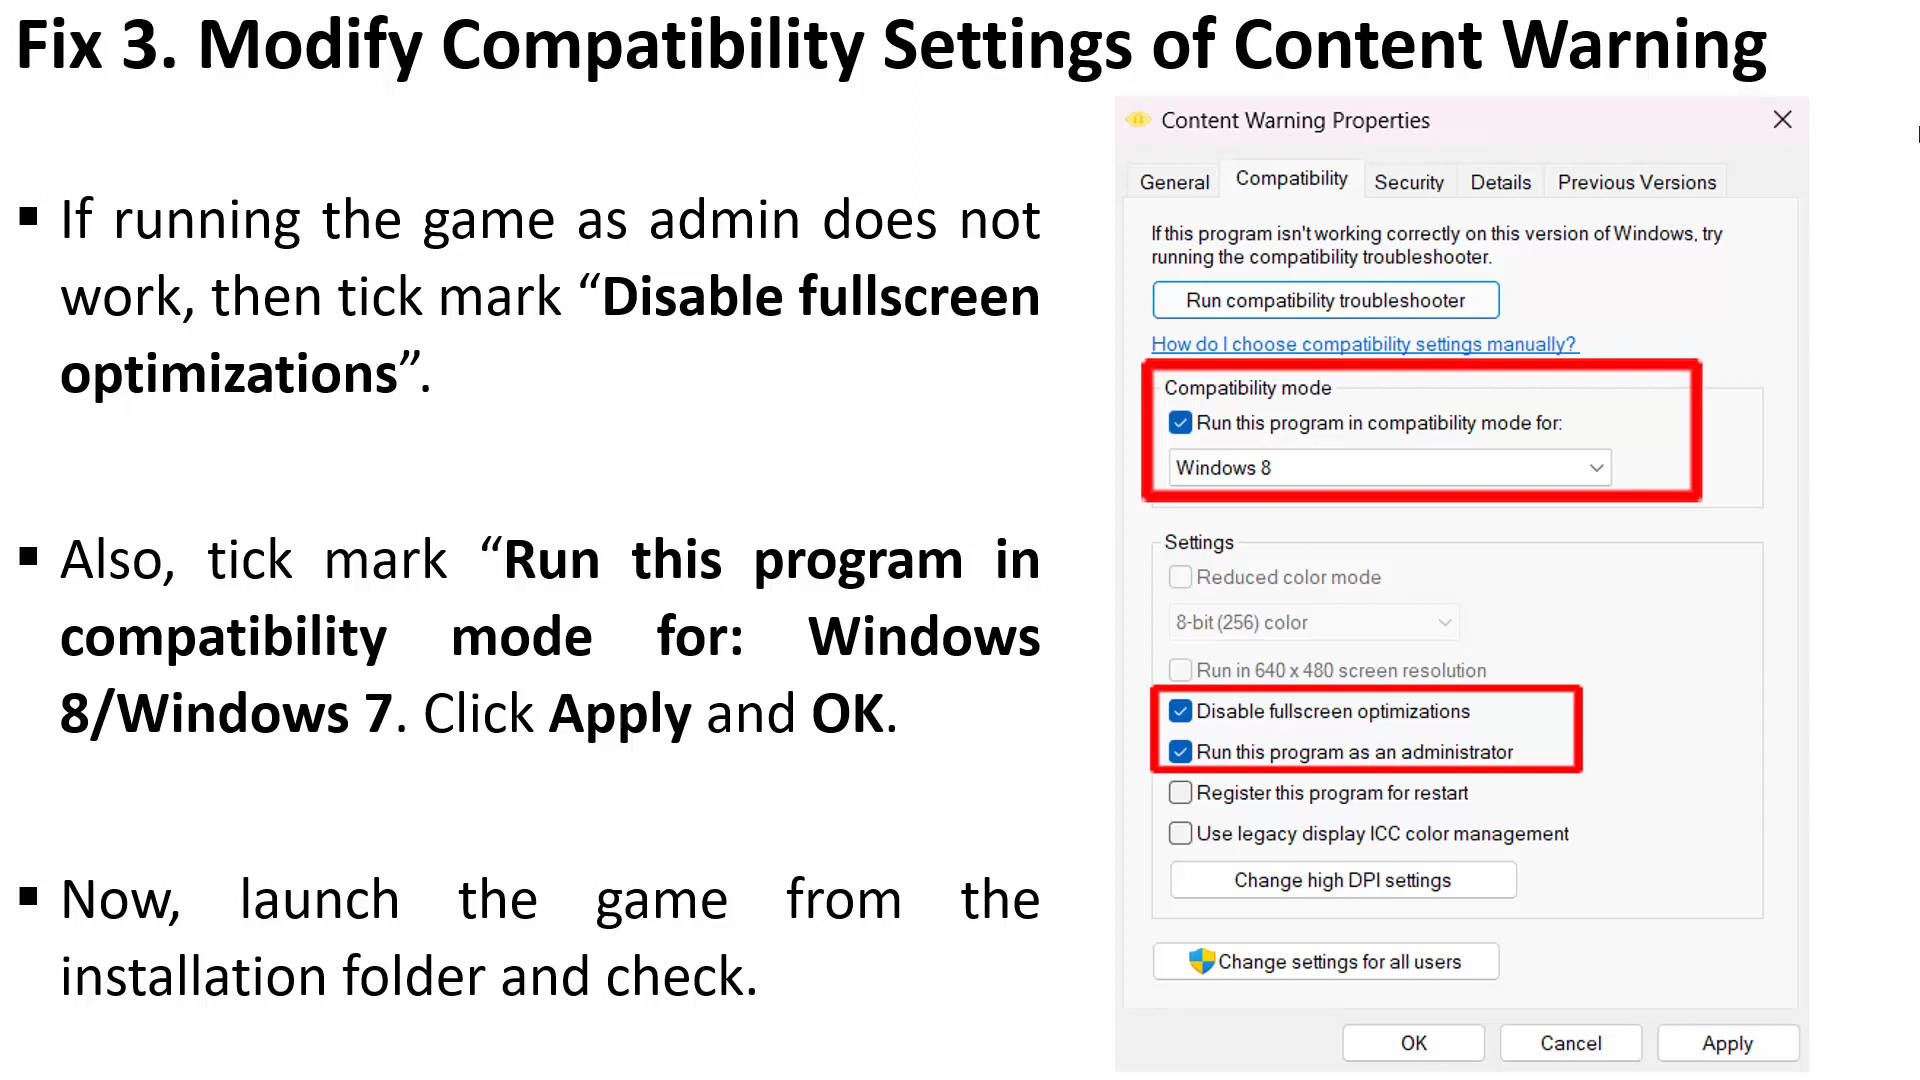 Fix 3. Modify Compatibility Settings of Content Warning
▪ If running the game as admin does not
work, then tick mark “Disable fullscreen
optimizations”.
▪ Also, tick mark “Run this program in
compatibility mode for: Windows
8/Windows 7. Click Apply and OK.
▪ Now, launch the game from the
installation folder and check.
Content Warning Properties
General Compatibility Security Details Previous Versions
If this program isn't working correctly on this version of Windows, try
running the compatibility troubleshooter.
Run compatibility troubleshooter
How do I choose compatibility settings manually?
Compatibility mode
Run this program in compatibility mode for:
Windows 8
Settings
Reduced color mode
8-bit (256) color
Run in 640 x 480 screen resolution
Disable fullscreen optimizations
Run this program as an administrator
Register this program for restart
Use legacy display ICC color management
Change high DPI settings
Change settings for all users
OK Cancel Apply